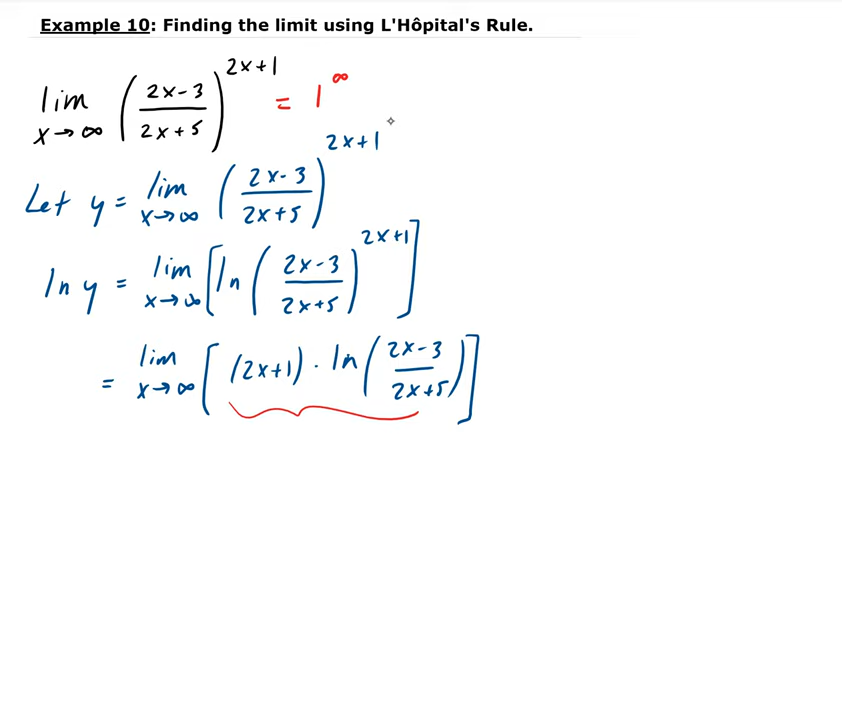 Example 10: Finding the limit using L'Hôpital's Rule.
lim x→∞ ((2x-3)/(2x+5))^(2x+1) = 1^∞
Let y = lim x→∞ ((2x-3)/(2x+5))^(2x+1)
ln y = lim x→∞ [ln((2x-3)/(2x+5))^(2x+1)]
= lim x→∞ [(2x+1) · ln((2x-3)/(2x+5))]